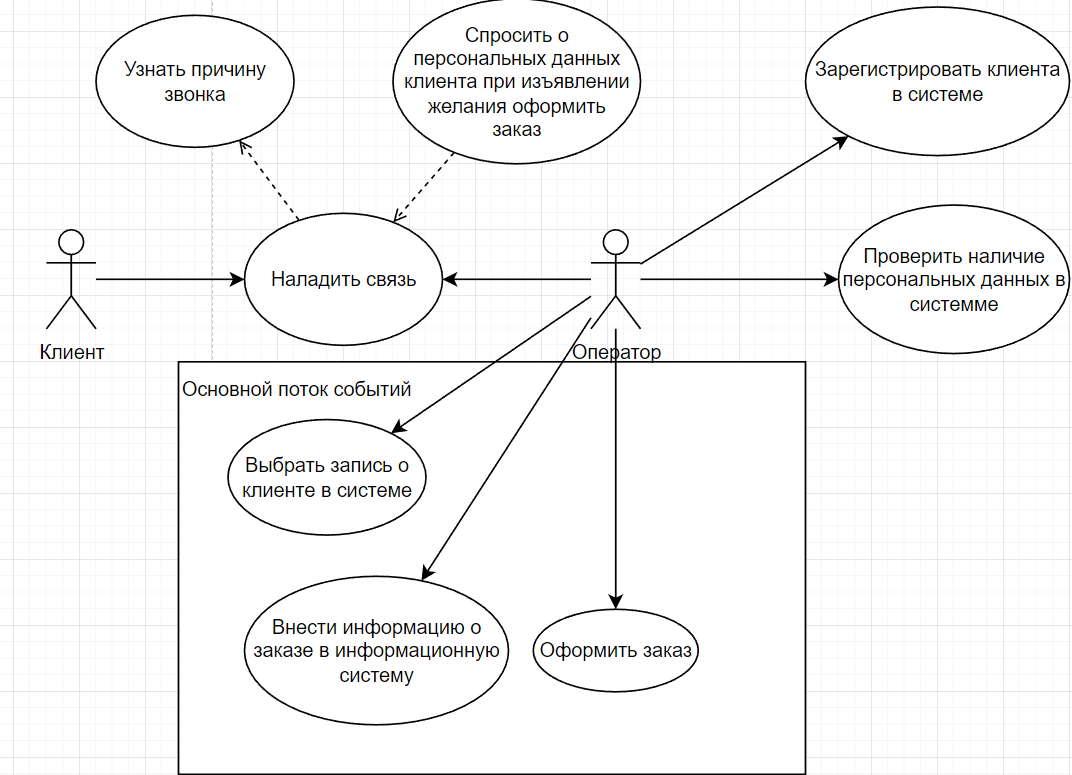 Узнать причину
звонка
Спросить о
персональных данных
клиента при изъявлении
желания оформить
заказ
Зарегистрировать клиента
в системе
Наладить связь
Проверить наличие
персональных данных в
системме
Клиент
Оператор
Основной поток событий
Выбрать запись о
клиенте в системе
Внести информацию о
заказе в информационную
систему
Оформить заказ